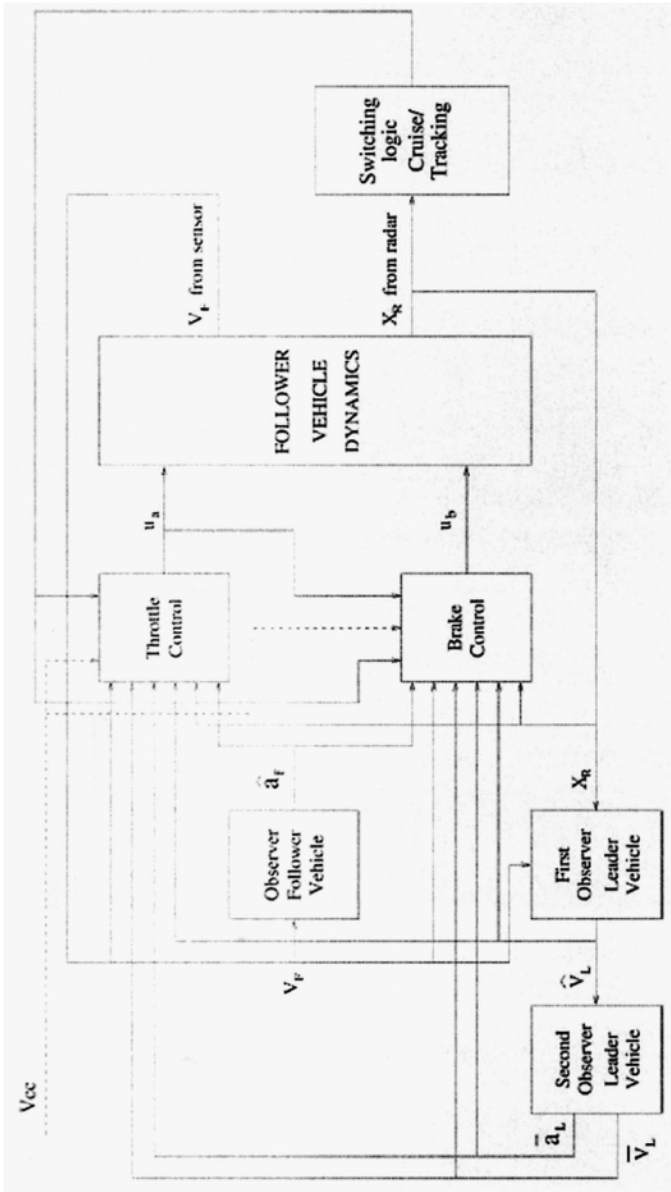 Vcc
Throttle
Control
u_a
V_F from sensor
Switching
logic
Cruise/
Tracking
FOLLOWER
VEHICLE
DYNAMICS
X_R from radar
Observer
Follower
Vehicle
â_F
V_F
Brake
Control
u_b
X_R
First
Observer
Leader
Vehicle
V̂_L
Second
Observer
Leader
Vehicle
a̅_L
V̅_L